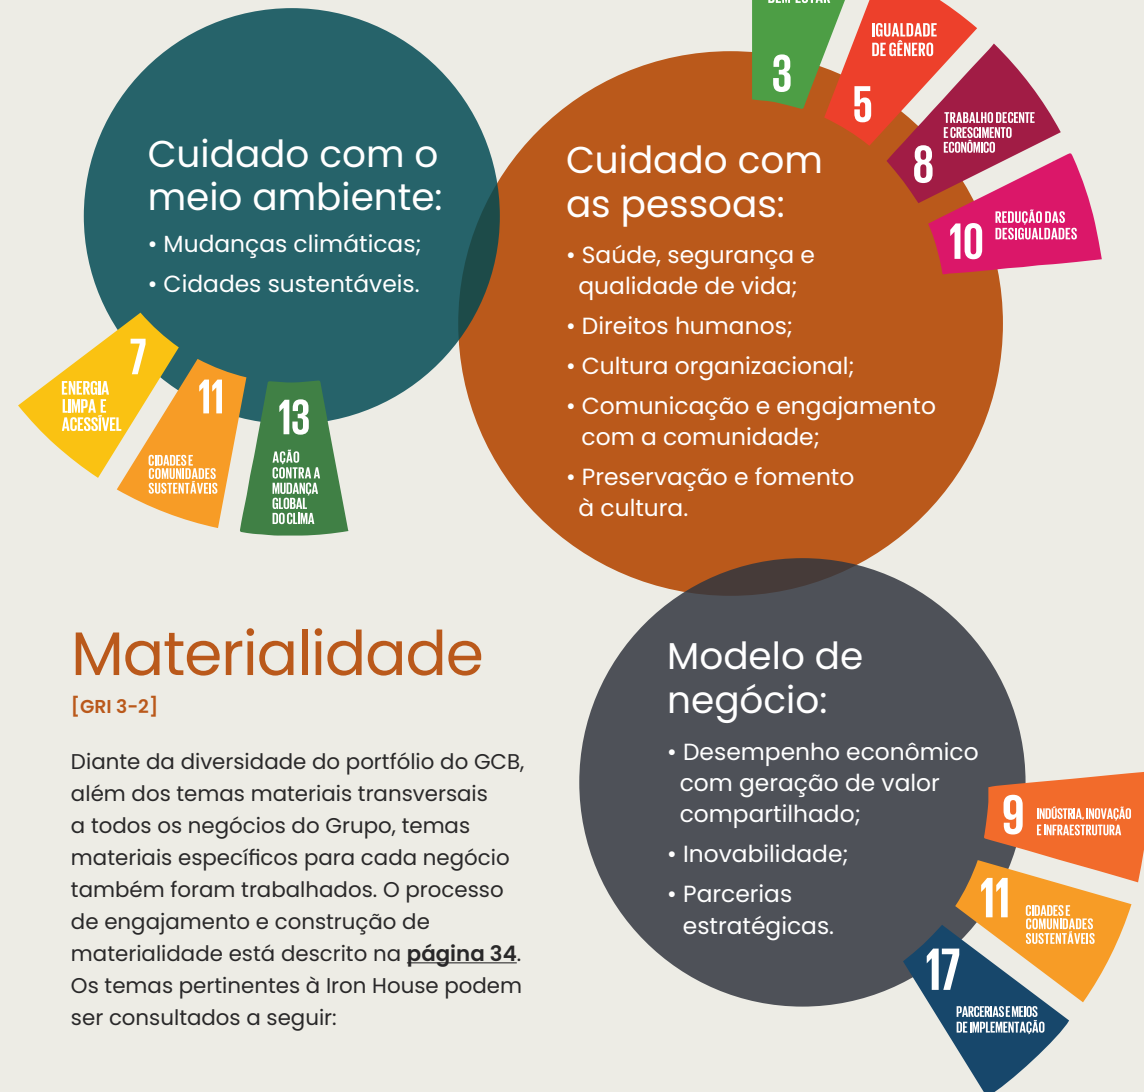 Cuidado com o
meio ambiente:
• Mudanças climáticas;
• Cidades sustentáveis.
7
ENERGIA
LIMPA E
ACESSÍVEL
11
CIDADES E
COMUNIDADES
SUSTENTÁVEIS
13
AÇÃO
CONTRA A
MUDANÇA
GLOBAL
DO CLIMA
3
IGUALDADE
DE GÊNERO
5
TRABALHO DECENTE
E CRESCIMENTO
ECONÔMICO
8
10
REDUÇÃO DAS
DESIGUALDADES
Cuidado com
as pessoas:
• Saúde, segurança e
qualidade de vida;
• Direitos humanos;
• Cultura organizacional;
• Comunicação e engajamento
com a comunidade;
• Preservação e fomento
à cultura.
Materialidade
[GRI 3-2]
Diante da diversidade do portfólio do GCB,
além dos temas materiais transversais
a todos os negócios do Grupo, temas
materiais específicos para cada negócio
também foram trabalhados. O processo
de engajamento e construção de
materialidade está descrito na página 34.
Os temas pertinentes à Iron House podem
ser consultados a seguir:
Modelo de
negócio:
• Desempenho econômico
com geração de valor
compartilhado;
• Inovabilidade;
• Parcerias
estratégicas.
9
INDÚSTRIA, INOVAÇÃO
E INFRAESTRUTURA
11
CIDADES E
COMUNIDADES
SUSTENTÁVEIS
17
PARCERIAS E MEIOS
DE IMPLEMENTAÇÃO